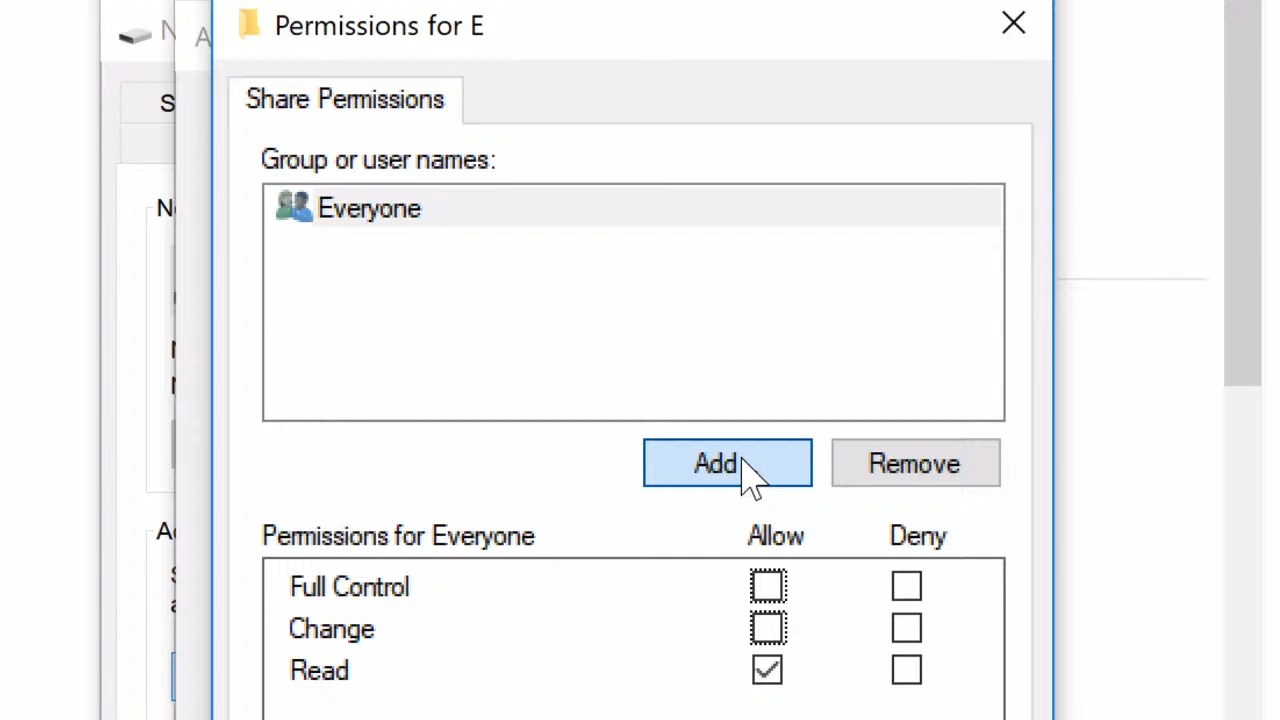 Permissions for E
Share Permissions
Group or user names:
Everyone
Add
Remove
Permissions for Everyone Allow Deny
Full Control
Change
Read